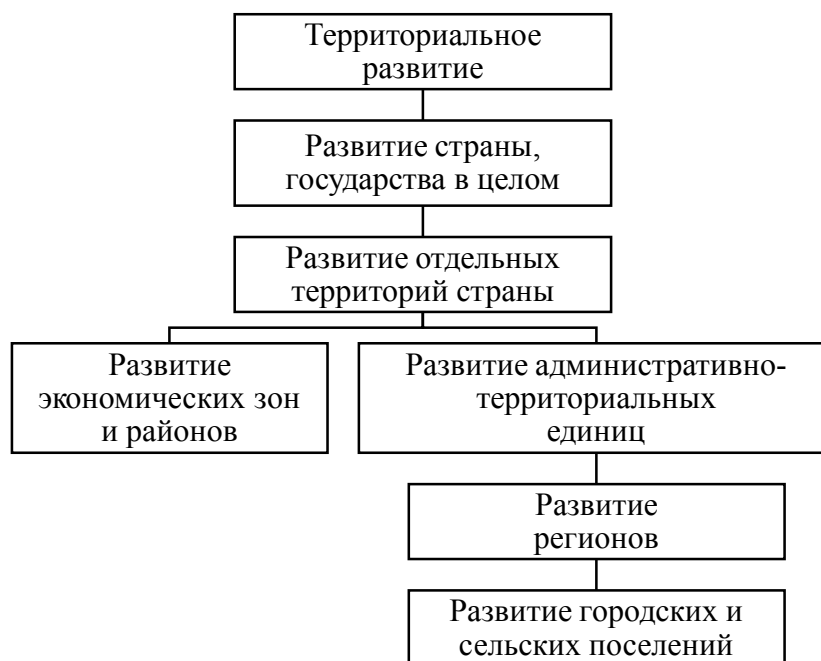 Территориальное
развитие
Развитие страны,
государства в целом
Развитие отдельных
территорий страны
Развитие
экономических зон
и районов
Развитие административно-
территориальных
единиц
Развитие
регионов
Развитие городских и
сельских поселений